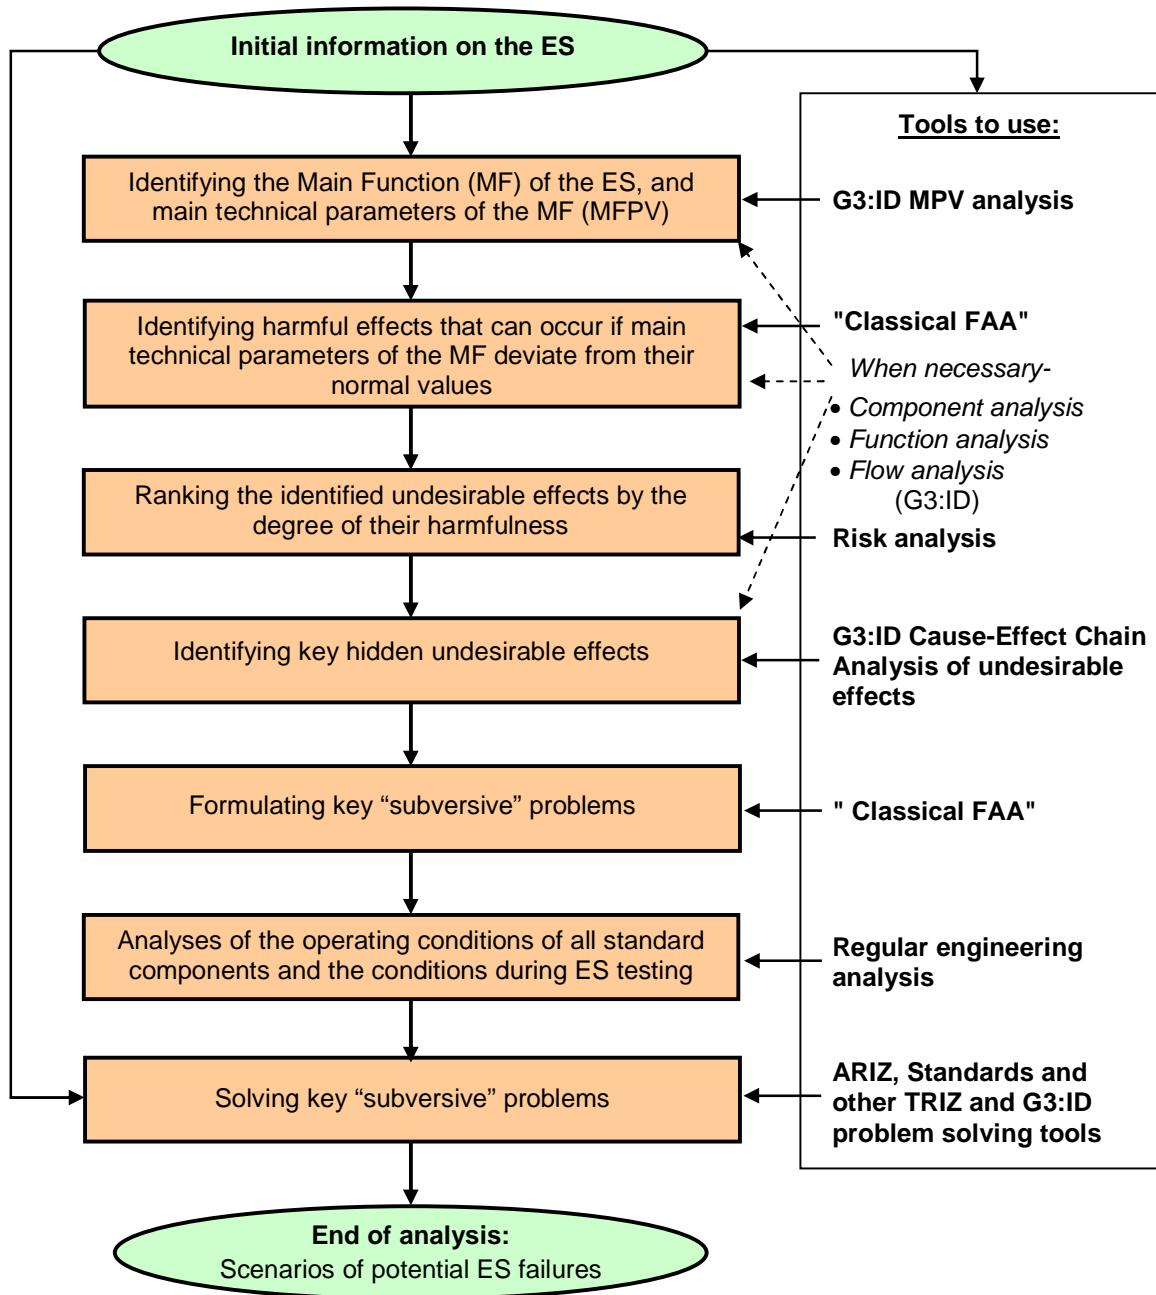 Initial information on the ES
Tools to use:
Identifying the Main Function (MF) of the ES, and
main technical parameters of the MF (MFPV)
G3:ID MPV analysis
Identifying harmful effects that can occur if main
technical parameters of the MF deviate from their
normal values
"Classical FAA"
When necessary-
• Component analysis
• Function analysis
• Flow analysis
(G3:ID)
Ranking the identified undesirable effects by the
degree of their harmfulness
Risk analysis
Identifying key hidden undesirable effects
G3:ID Cause-Effect Chain
Analysis of undesirable
effects
Formulating key “subversive” problems
" Classical FAA"
Analyses of the operating conditions of all standard
components and the conditions during ES testing
Regular engineering
analysis
Solving key “subversive” problems
ARIZ, Standards and
other TRIZ and G3:ID
problem solving tools
End of analysis:
Scenarios of potential ES failures